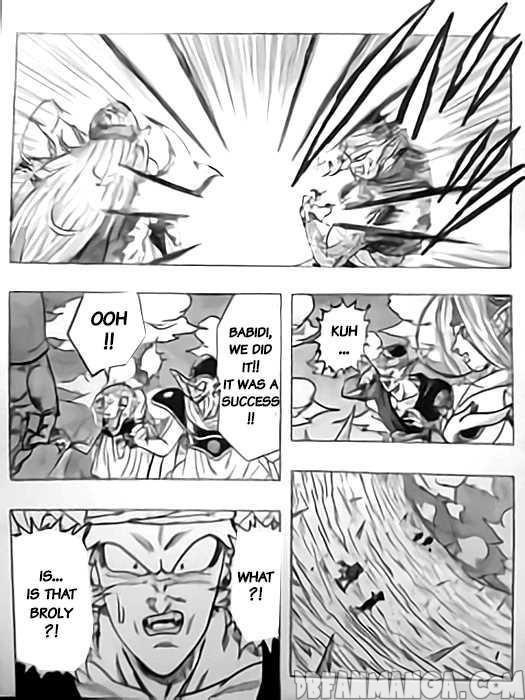 OOH
!!
BABIDI,
WE DID
IT!!
IT WAS A
SUCCESS
!!
KUH
...
IS...
IS THAT
BROLY
?!
WHAT
?!
DBFANMANGA.COM